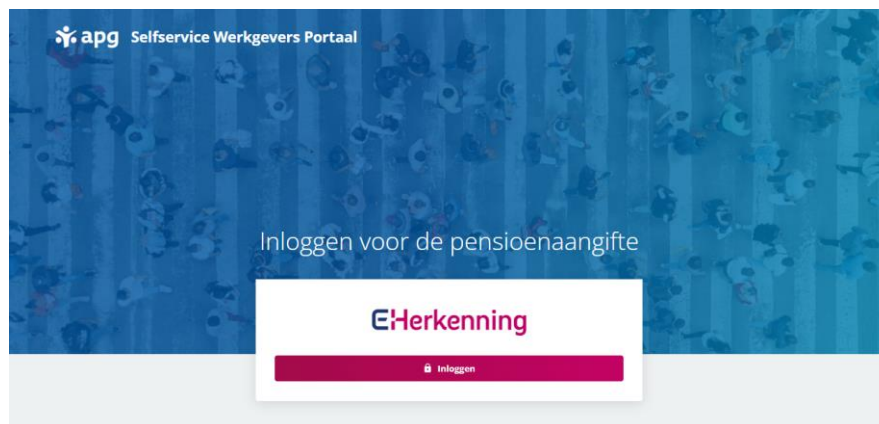 apg Selfservice Werkgevers Portaal
Inloggen voor de pensioenaangifte
EHerkenning
Inloggen